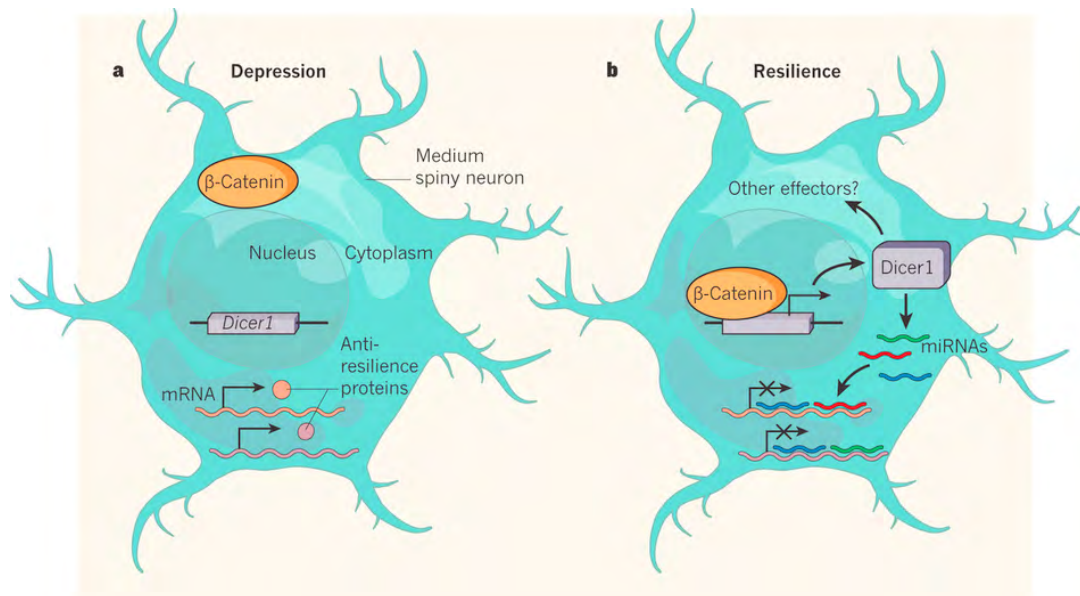 a
Depression
β-Catenin
Medium
spiny neuron
Nucleus
Cytoplasm
Dicer1
Anti-
resilience
proteins
mRNA
b
Resilience
Other effectors?
Dicer1
β-Catenin
miRNAs